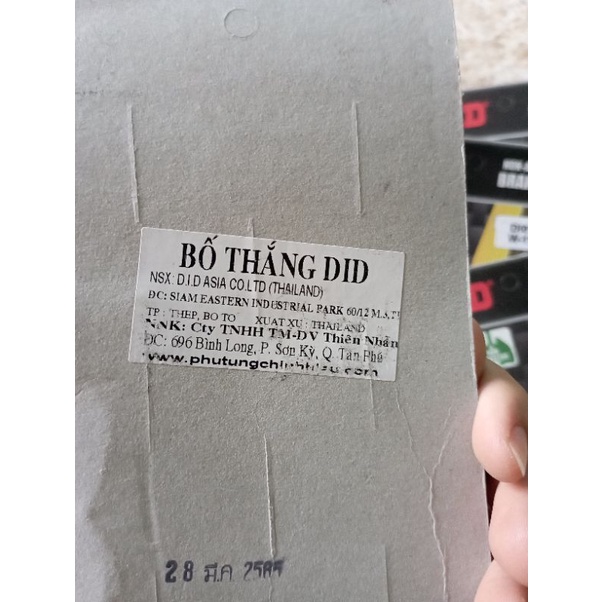 BỐ THẮNG DID
NSX: D.I.D ASIA CO.LTD (THAILAND)
ĐC: SIAM EASTERN INDUSTRIAL PARK 60/12 M.3,
TP : THEP, BO TO XUAT XU : THAILAND
NNK: Cty TNHH TM-DV Thiên Nhân
ĐC: 696 Bình Long, P. Sơn Kỳ, Q. Tân Phú
28 มี.ค. 2565